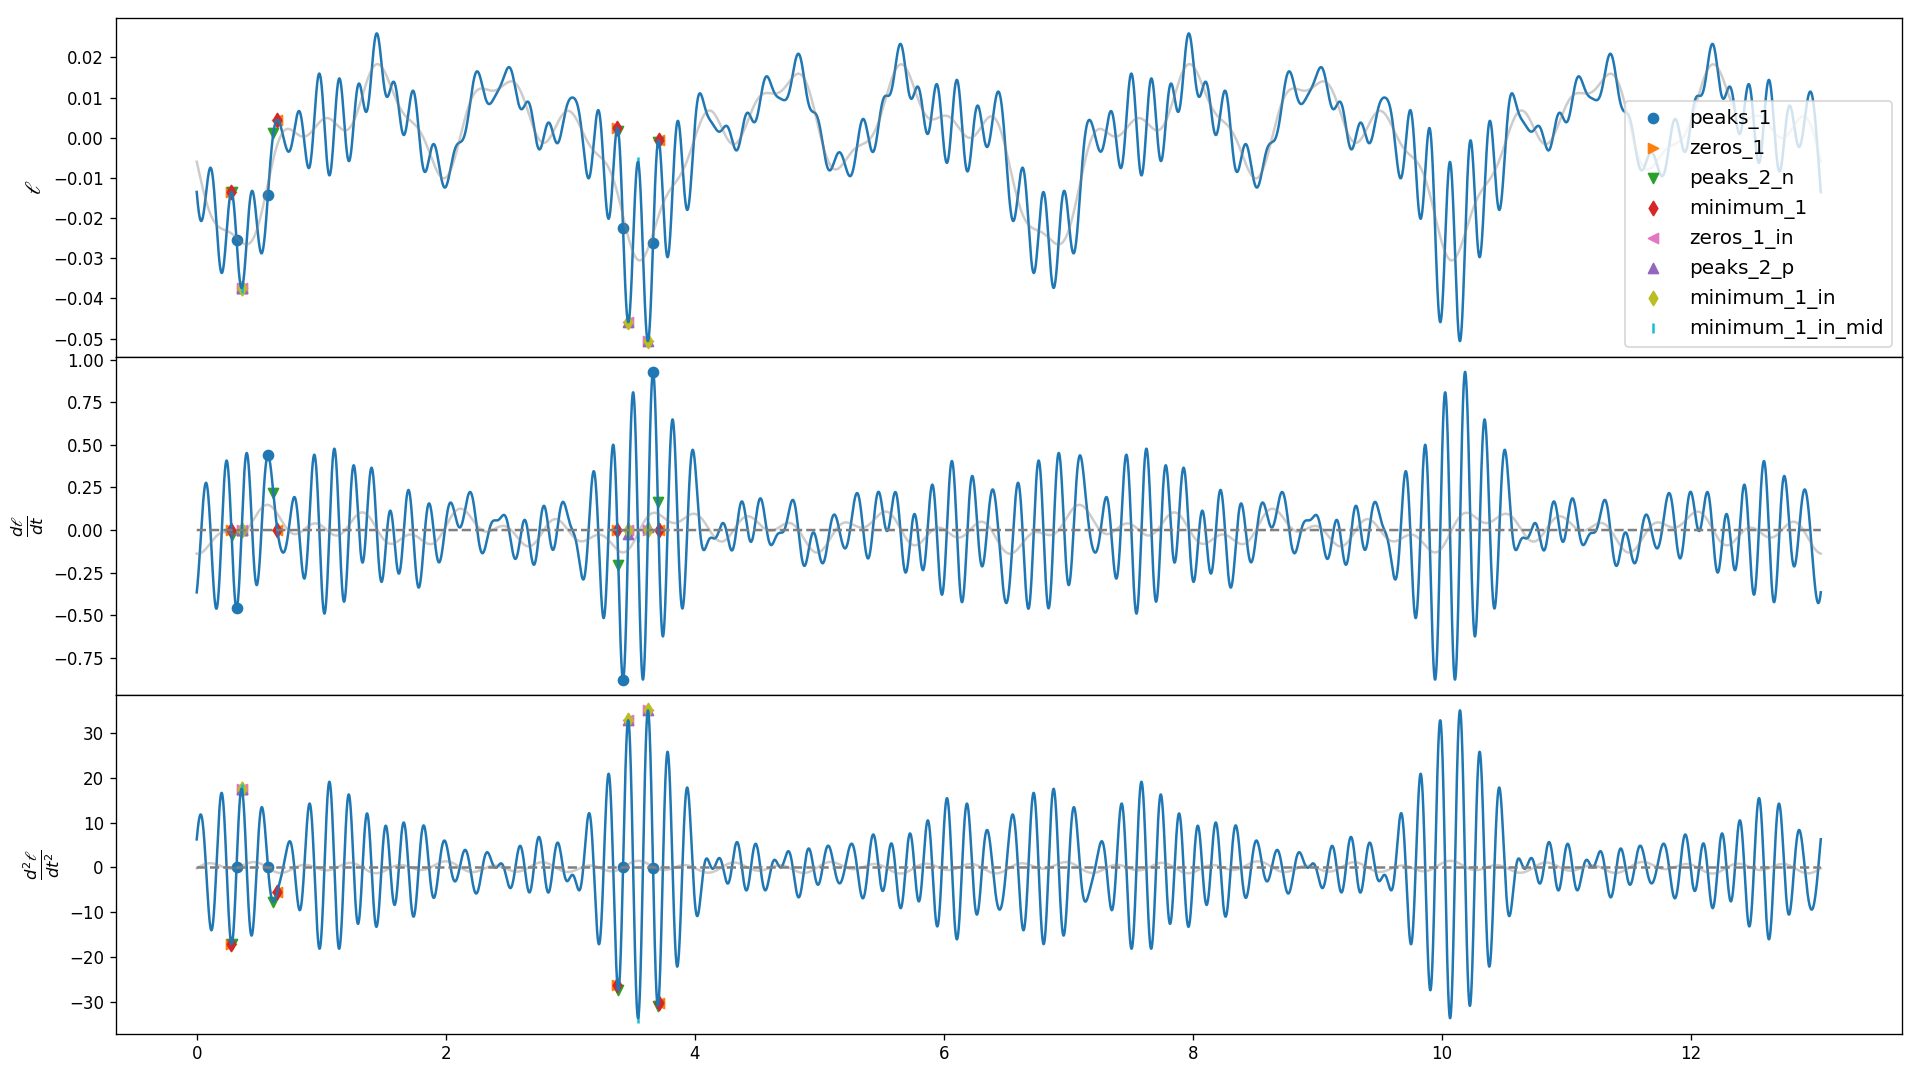 0.02
0.01
0.00
−0.01
−0.02
−0.03
−0.04
−0.05
ℓ
peaks_1
zeros_1
peaks_2_n
minimum_1
zeros_1_in
peaks_2_p
minimum_1_in
minimum_1_in_mid
1.00
0.75
0.50
0.25
0.00
−0.25
−0.50
−0.75
dℓ
dt
30
20
10
0
−10
−20
−30
d²ℓ
dt²
0 2 4 6 8 10 12